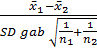 x̄₁-x̄₂
SD gab √1/n₁+1/n₂